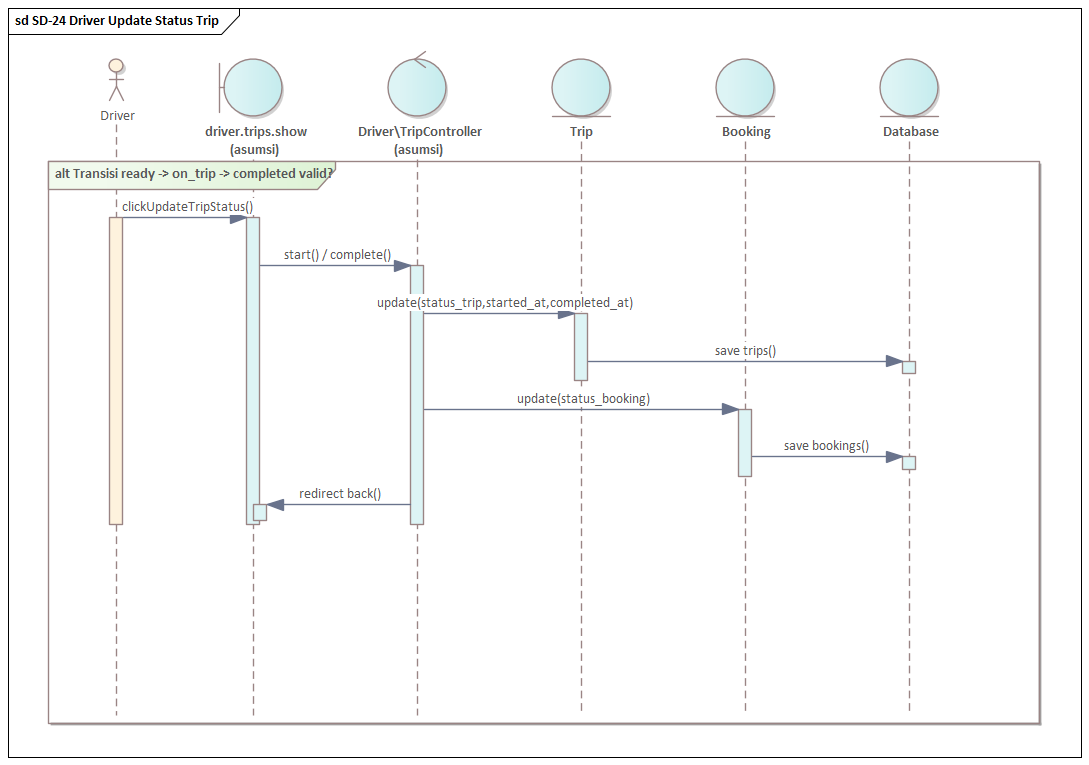 sd SD-24 Driver Update Status Trip
Driver
driver.trips.show
(asumsi)
Driver\TripController
(asumsi)
Trip
Booking
Database
alt Transisi ready -> on_trip -> completed valid?
clickUpdateTripStatus()
start() / complete()
update(status_trip,started_at,completed_at)
save trips()
update(status_booking)
save bookings()
redirect back()